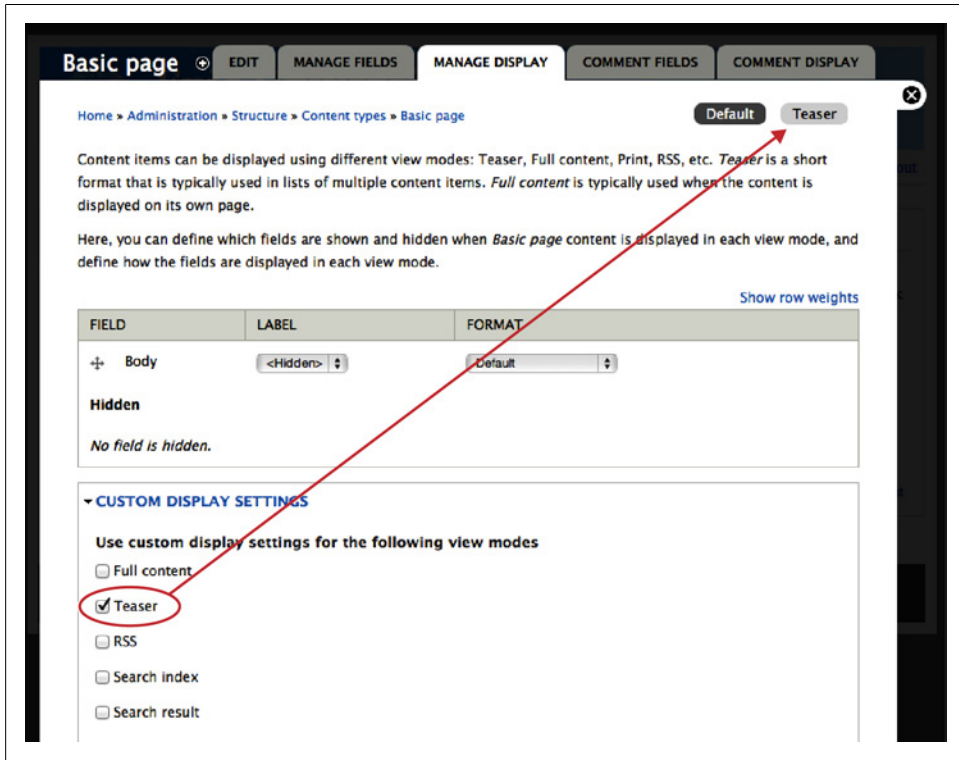 Basic page EDIT MANAGE FIELDS MANAGE DISPLAY COMMENT FIELDS COMMENT DISPLAY
Home » Administration » Structure » Content types » Basic page Default Teaser
Content items can be displayed using different view modes: Teaser, Full content, Print, RSS, etc. Teaser is a short
format that is typically used in lists of multiple content items. Full content is typically used when the content is
displayed on its own page.
Here, you can define which fields are shown and hidden when Basic page content is displayed in each view mode, and
define how the fields are displayed in each view mode.
Show row weights
FIELD LABEL FORMAT
Body <Hidden> Default
Hidden
No field is hidden.
CUSTOM DISPLAY SETTINGS
Use custom display settings for the following view modes
Full content
Teaser
RSS
Search index
Search result